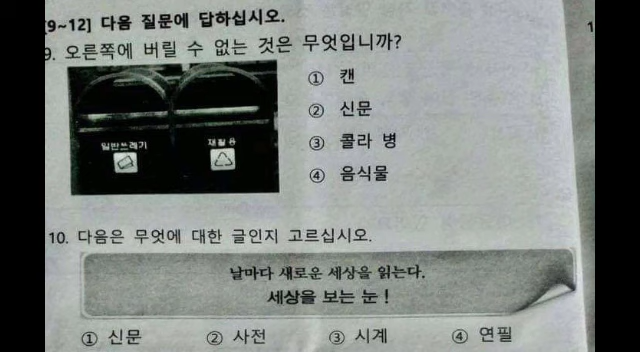 [9~12] 다음 질문에 답하십시오.
9. 오른쪽에 버릴 수 없는 것은 무엇입니까?
일반쓰레기 재활용
① 캔
② 신문
③ 콜라 병
④ 음식물
10. 다음은 무엇에 대한 글인지 고르십시오.
날마다 새로운 세상을 읽는다.
세상을 보는 눈!
① 신문 ② 사전 ③ 시계 ④ 연필
1